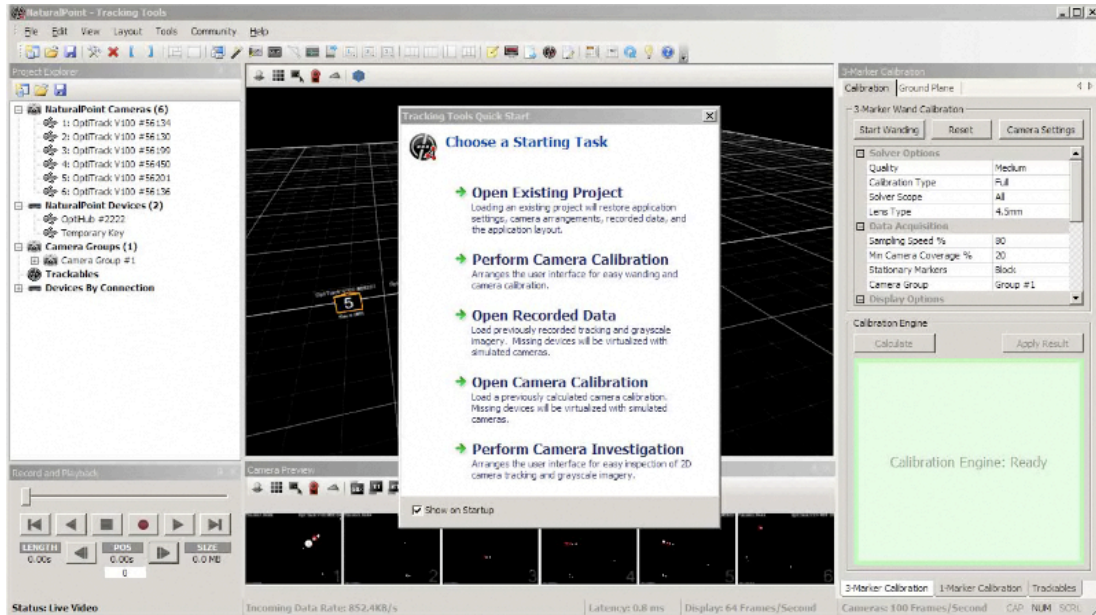 NaturalPoint - Tracking Tools
File Edit View Layout Tools Community Help
Project Explorer
NaturalPoint Cameras (6)
1: OptiTrack V100 #56134
2: OptiTrack V100 #56130
3: OptiTrack V100 #56199
4: OptiTrack V100 #56450
5: OptiTrack V100 #56201
6: OptiTrack V100 #56136
NaturalPoint Devices (2)
OptiHub #2222
Temporary Key
Camera Groups (1)
Camera Group #1
Trackables
Devices By Connection
5
Tracking Tools Quick Start
Choose a Starting Task
Open Existing Project
Loading an existing project will restore application
settings, camera arrangements, recorded data, and
the application layout.
Perform Camera Calibration
Arranges the user interface for easy wanding and
camera calibration.
Open Recorded Data
Load previously recorded tracking and grayscale
imagery. Missing devices will be virtualized with
simulated cameras.
Open Camera Calibration
Load a previously calculated camera calibration.
Missing devices will be virtualized with simulated
cameras.
Perform Camera Investigation
Arranges the user interface for easy inspection of 2D
camera tracking and grayscale imagery.
Show on Startup
3-Marker Calibration
Calibration Ground Plane
3-Marker Wand Calibration
Start Wanding Reset Camera Settings
Solver Options
Quality Medium
Calibration Type Full
Solver Scope All
Lens Type 4.5mm
Data Acquisition
Sampling Speed % 80
Min Camera Coverage % 20
Stationary Markers Block
Camera Group Group #1
Display Options
Calibration Engine
Calculate Apply Result
Calibration Engine: Ready
3-Marker Calibration 1-Marker Calibration Trackables
Record and Playback
LENGTH POS SIZE
0.00s 0.00s 0.0 MB
0
Camera Preview
1 2 3 4 5 6
Status: Live Video
Incoming Data Rate: 852.4KB/s
Latency: 0.8 ms
Display: 64 Frames/Second
Cameras: 100 Frames/Second
CAP NUM SCRL